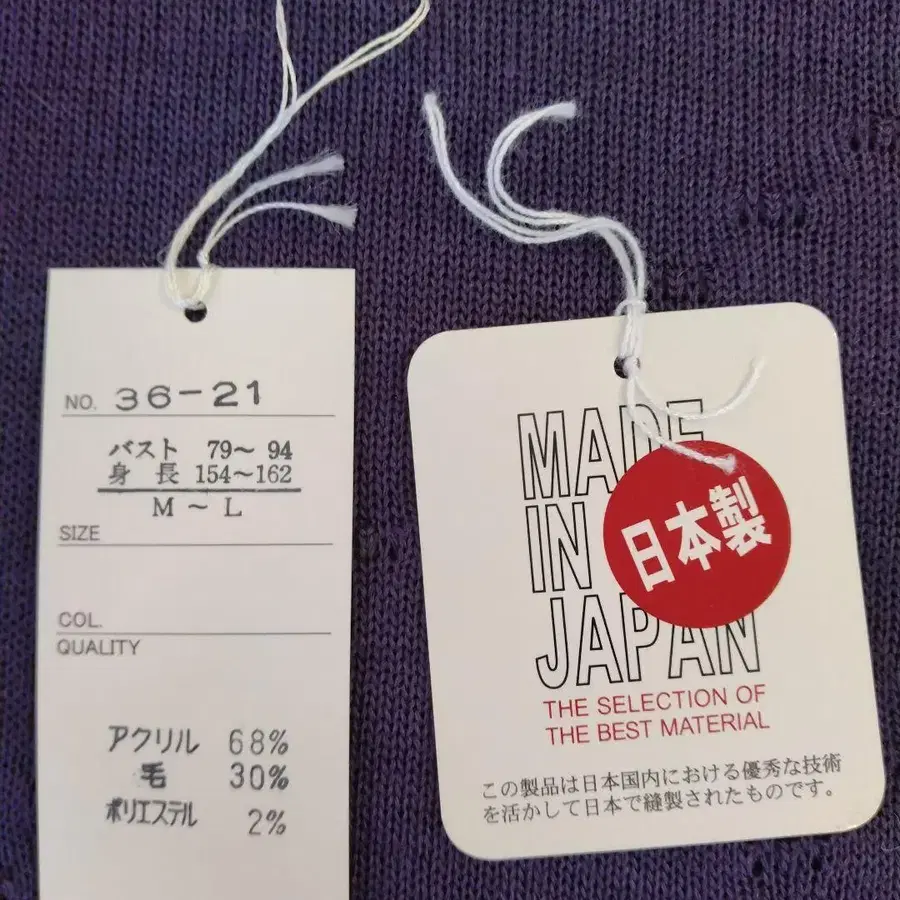 NO. 36-21
バスト 79～94
身長 154～162
M～L
SIZE
COL.
QUALITY
アクリル 68%
毛 30%
ポリエステル 2%
MADE
IN
JAPAN
日本製
THE SELECTION OF
THE BEST MATERIAL
この製品は日本国内における優秀な技術
を活かして日本で縫製されたものです。